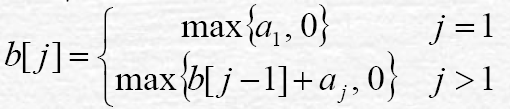 b[j] = { max{a₁, 0} j = 1
max{b[j − 1] + aⱼ, 0} j > 1